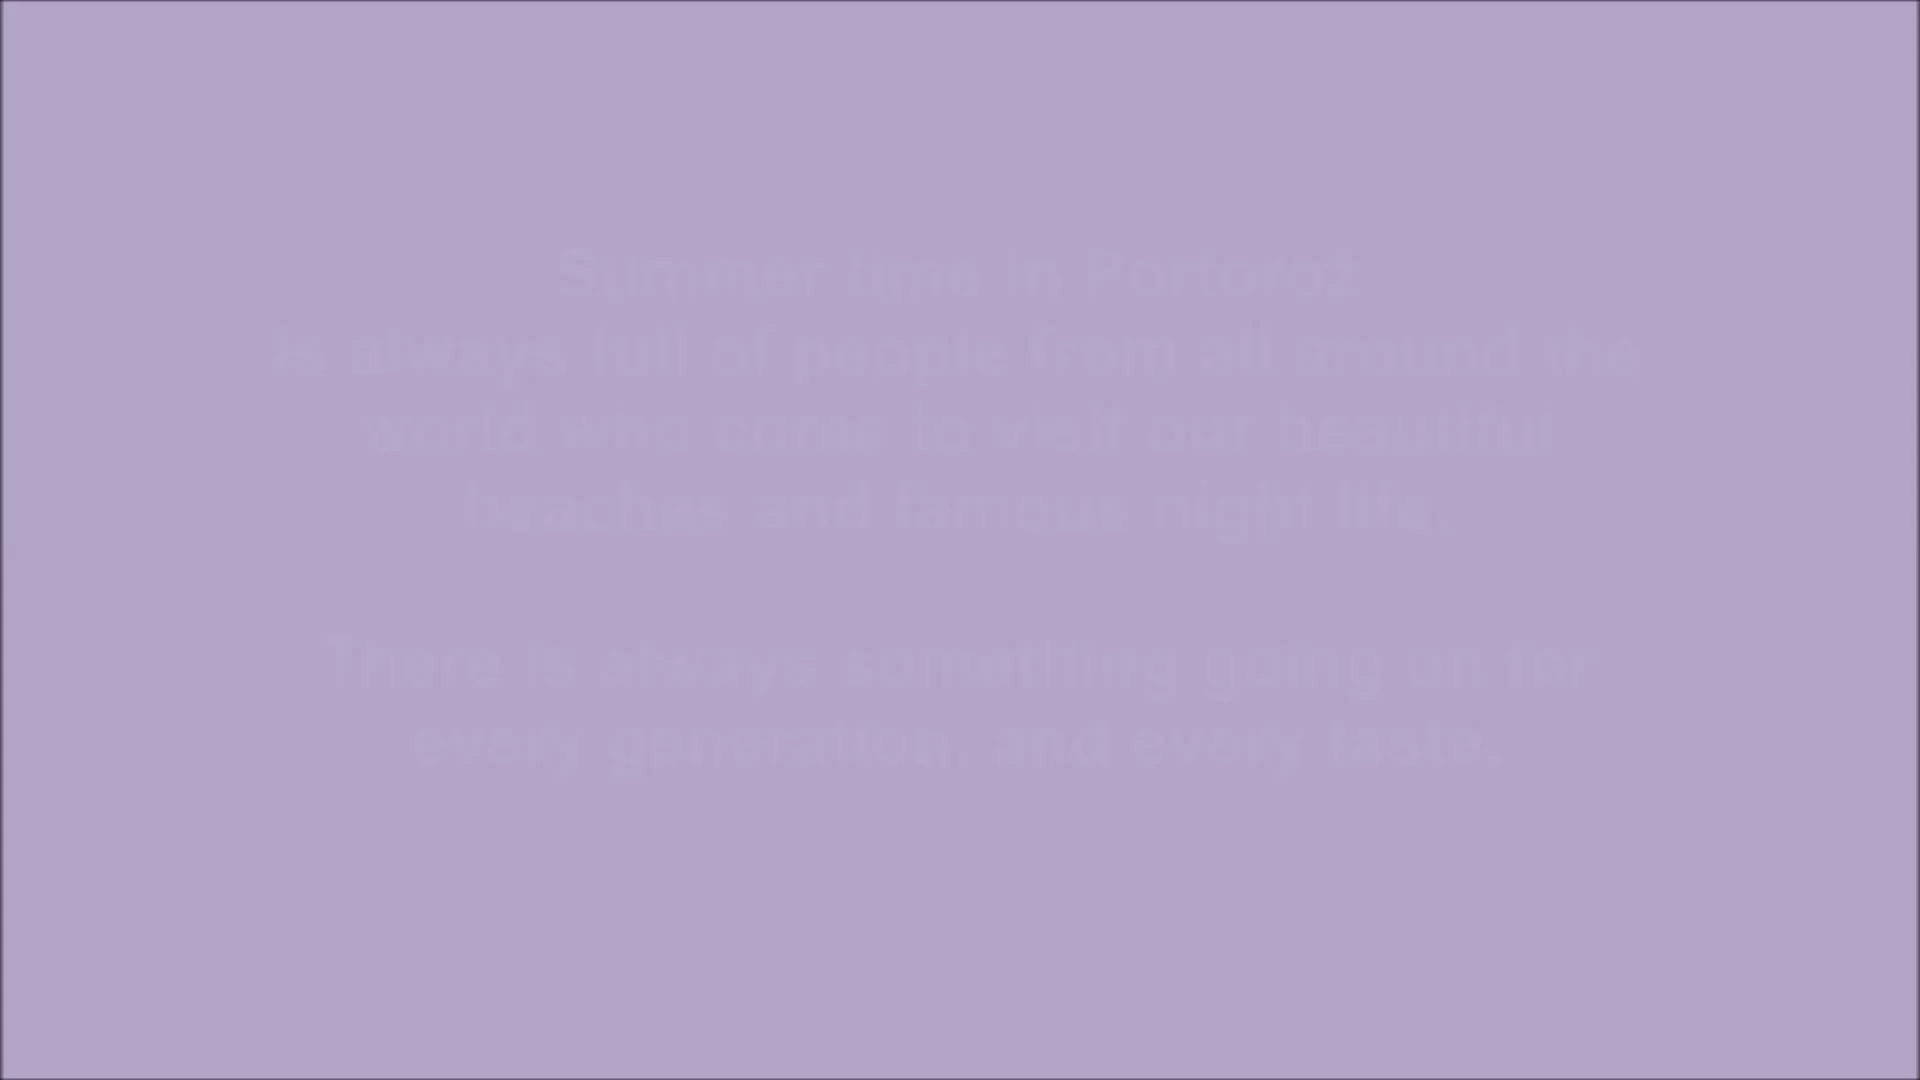 Summer time in Portorož
is always full of people from all around the
world who come to visit our beautiful
beaches and famous night life.
There is always something going on for
every generation, and every taste.